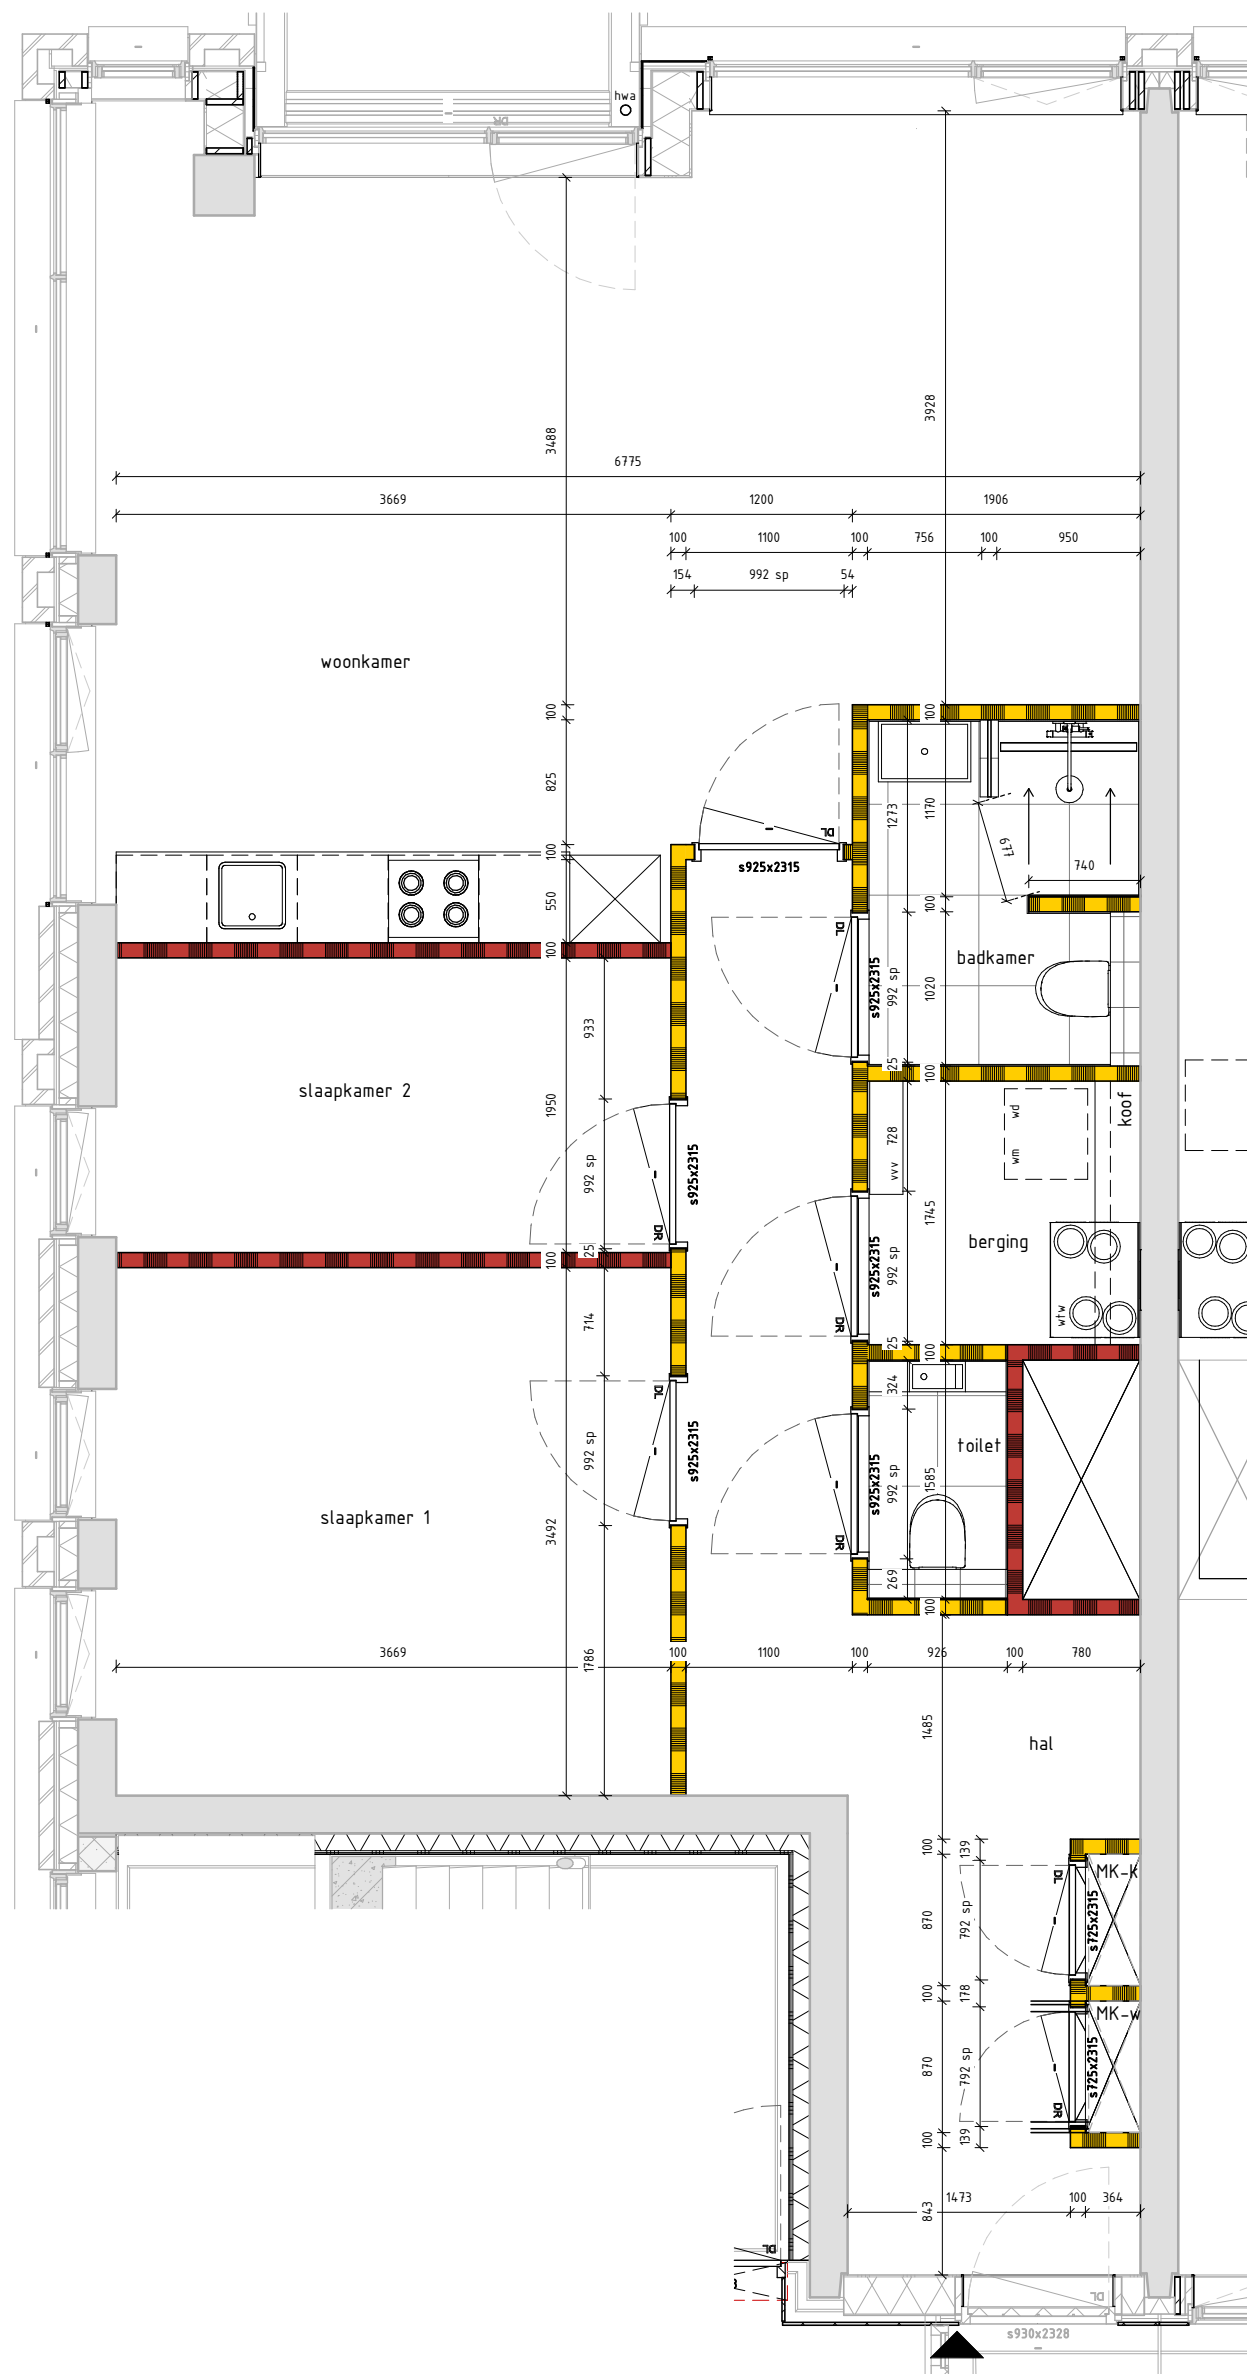 hwa
DR
3928
3488
6775
3669
1200
1906
100
1100
100
756
100
950
154
992 sp
54
woonkamer
100
100
825
1273
1170
677
DL
s925x2315
740
100
550
100
100
DL
badkamer
s925x2315
992 sp
1020
933
slaapkamer 2
25
100
1950
koof
wd
wm
728
vvv
992 sp
s925x2315
1745
berging
DR
s925x2315
992 sp
25
100
wtw
DR
25
100
714
324
DL
toilet
992 sp
s925x2315
s925x2315
992 sp
1585
slaapkamer 1
3492
DR
269
100
3669
1786
100
1100
100
926
100
780
1485
hal
100
139
MK-K
DL
870
792 sp
s725x2315
100
178
MK-W
870
792 sp
s725x2315
DR
100
139
1473
100
364
843
DL
DL
s930x2328